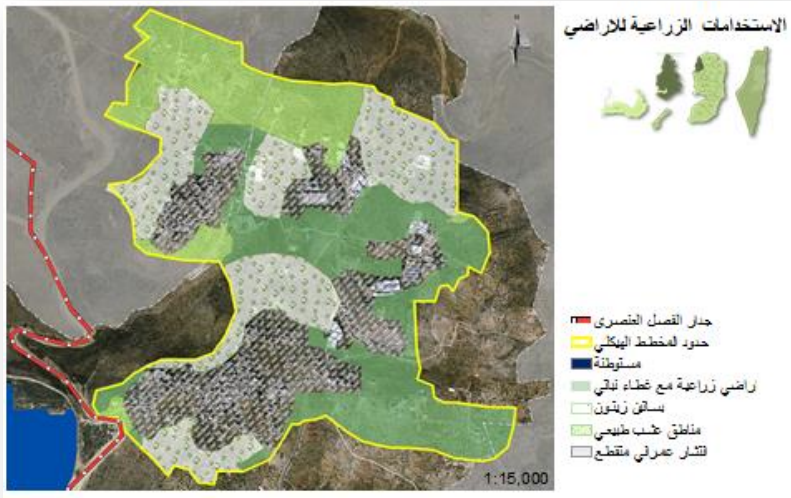 الاستخدامات الزراعية للاراضي
جدار الفصل العنصري
حدود المخطط الهيكلي
مستوطنة
اراضي زراعية مع غطاء نباتي
بساتين زيتون
مناطق عشب طبيعي
انتشار عمراني متقطع
1:15,000